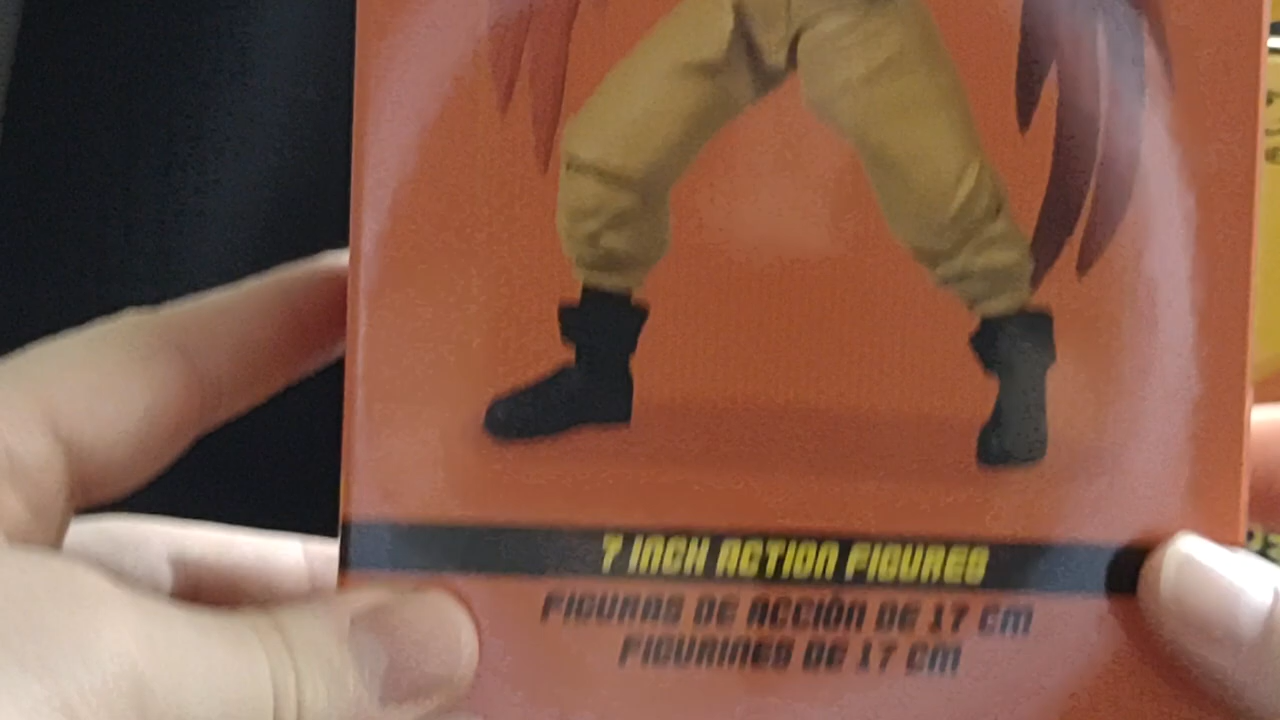 7 INCH ACTION FIGURES
FIGURAS DE ACCIÓN DE 17 CM
FIGURINES DE 17 CM